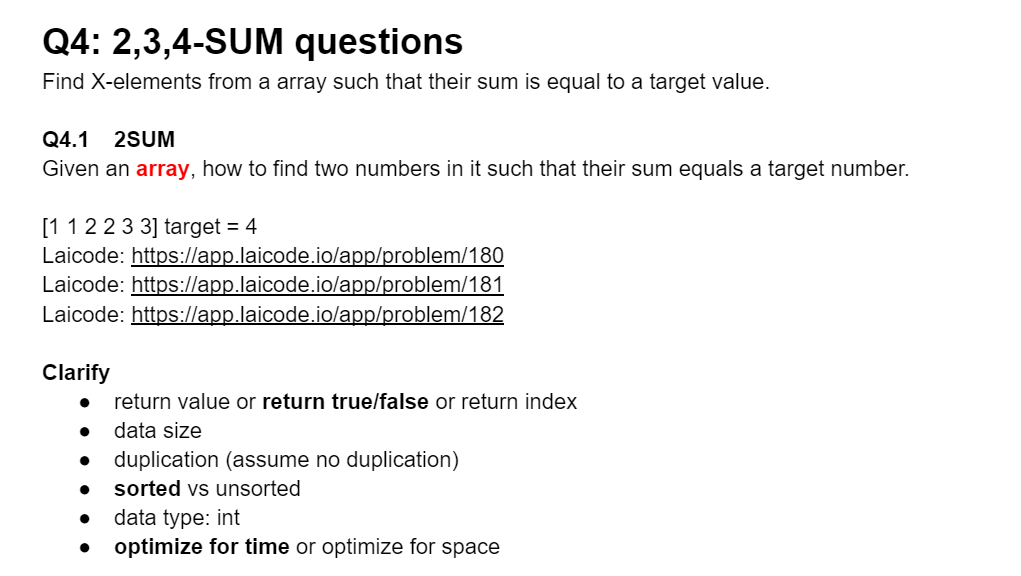 Q4: 2,3,4-SUM questions
Find X-elements from a array such that their sum is equal to a target value.
Q4.1 2SUM
Given an array, how to find two numbers in it such that their sum equals a target number.
[1 1 2 2 3 3] target = 4
Laicode: https://app.laicode.io/app/problem/180
Laicode: https://app.laicode.io/app/problem/181
Laicode: https://app.laicode.io/app/problem/182
Clarify
● return value or return true/false or return index
● data size
● duplication (assume no duplication)
● sorted vs unsorted
● data type: int
● optimize for time or optimize for space